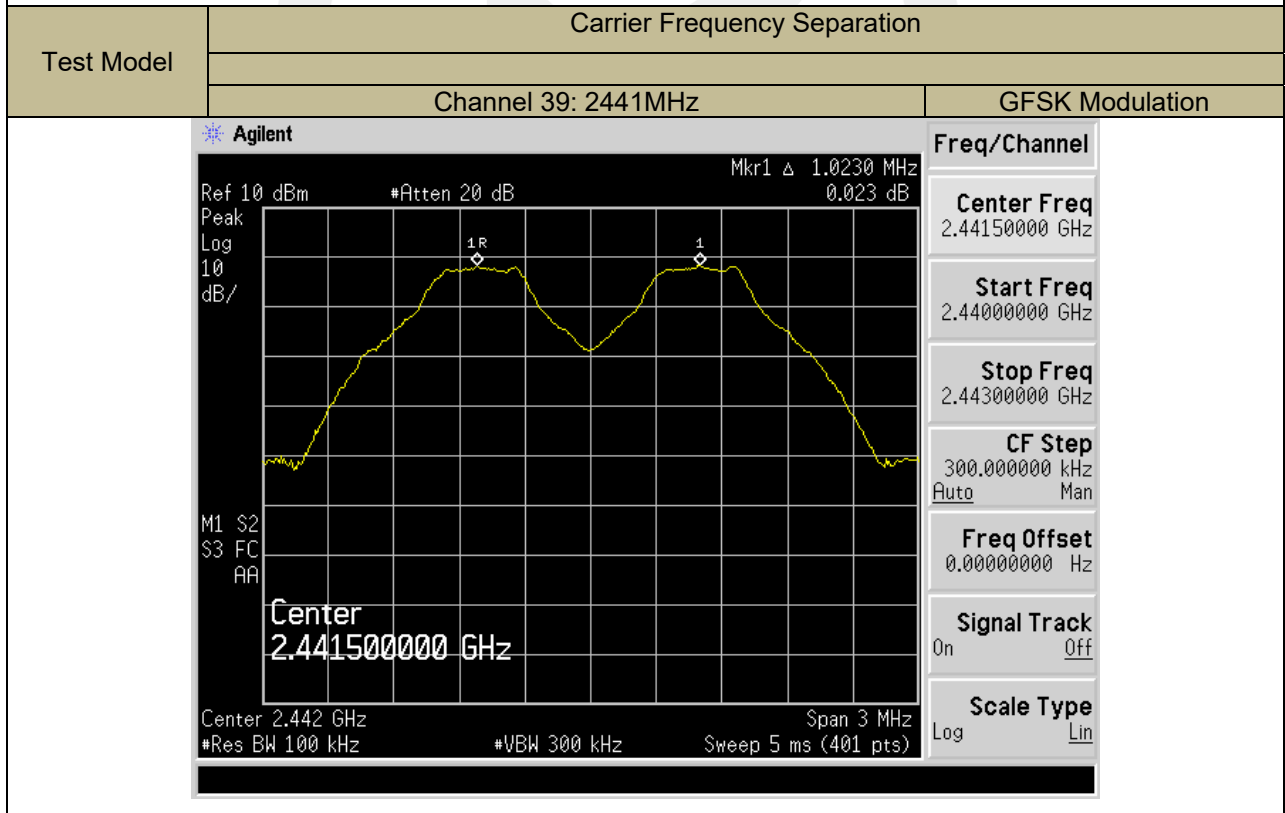 Test Model
Carrier Frequency Separation
Channel 39: 2441MHz
GFSK Modulation
Agilent
Freq/Channel
Mkr1 Δ 1.0230 MHz
Ref 10 dBm #Atten 20 dB 0.023 dB
Peak
Log
10
dB/
1R
1
M1 S2
S3 FC
AA
Center
2.441500000 GHz
Center 2.442 GHz Span 3 MHz
#Res BW 100 kHz #VBW 300 kHz Sweep 5 ms (401 pts)
Center Freq
2.44150000 GHz
Start Freq
2.44000000 GHz
Stop Freq
2.44300000 GHz
CF Step
300.000000 kHz
Auto Man
Freq Offset
0.00000000 Hz
Signal Track
On Off
Scale Type
Log Lin